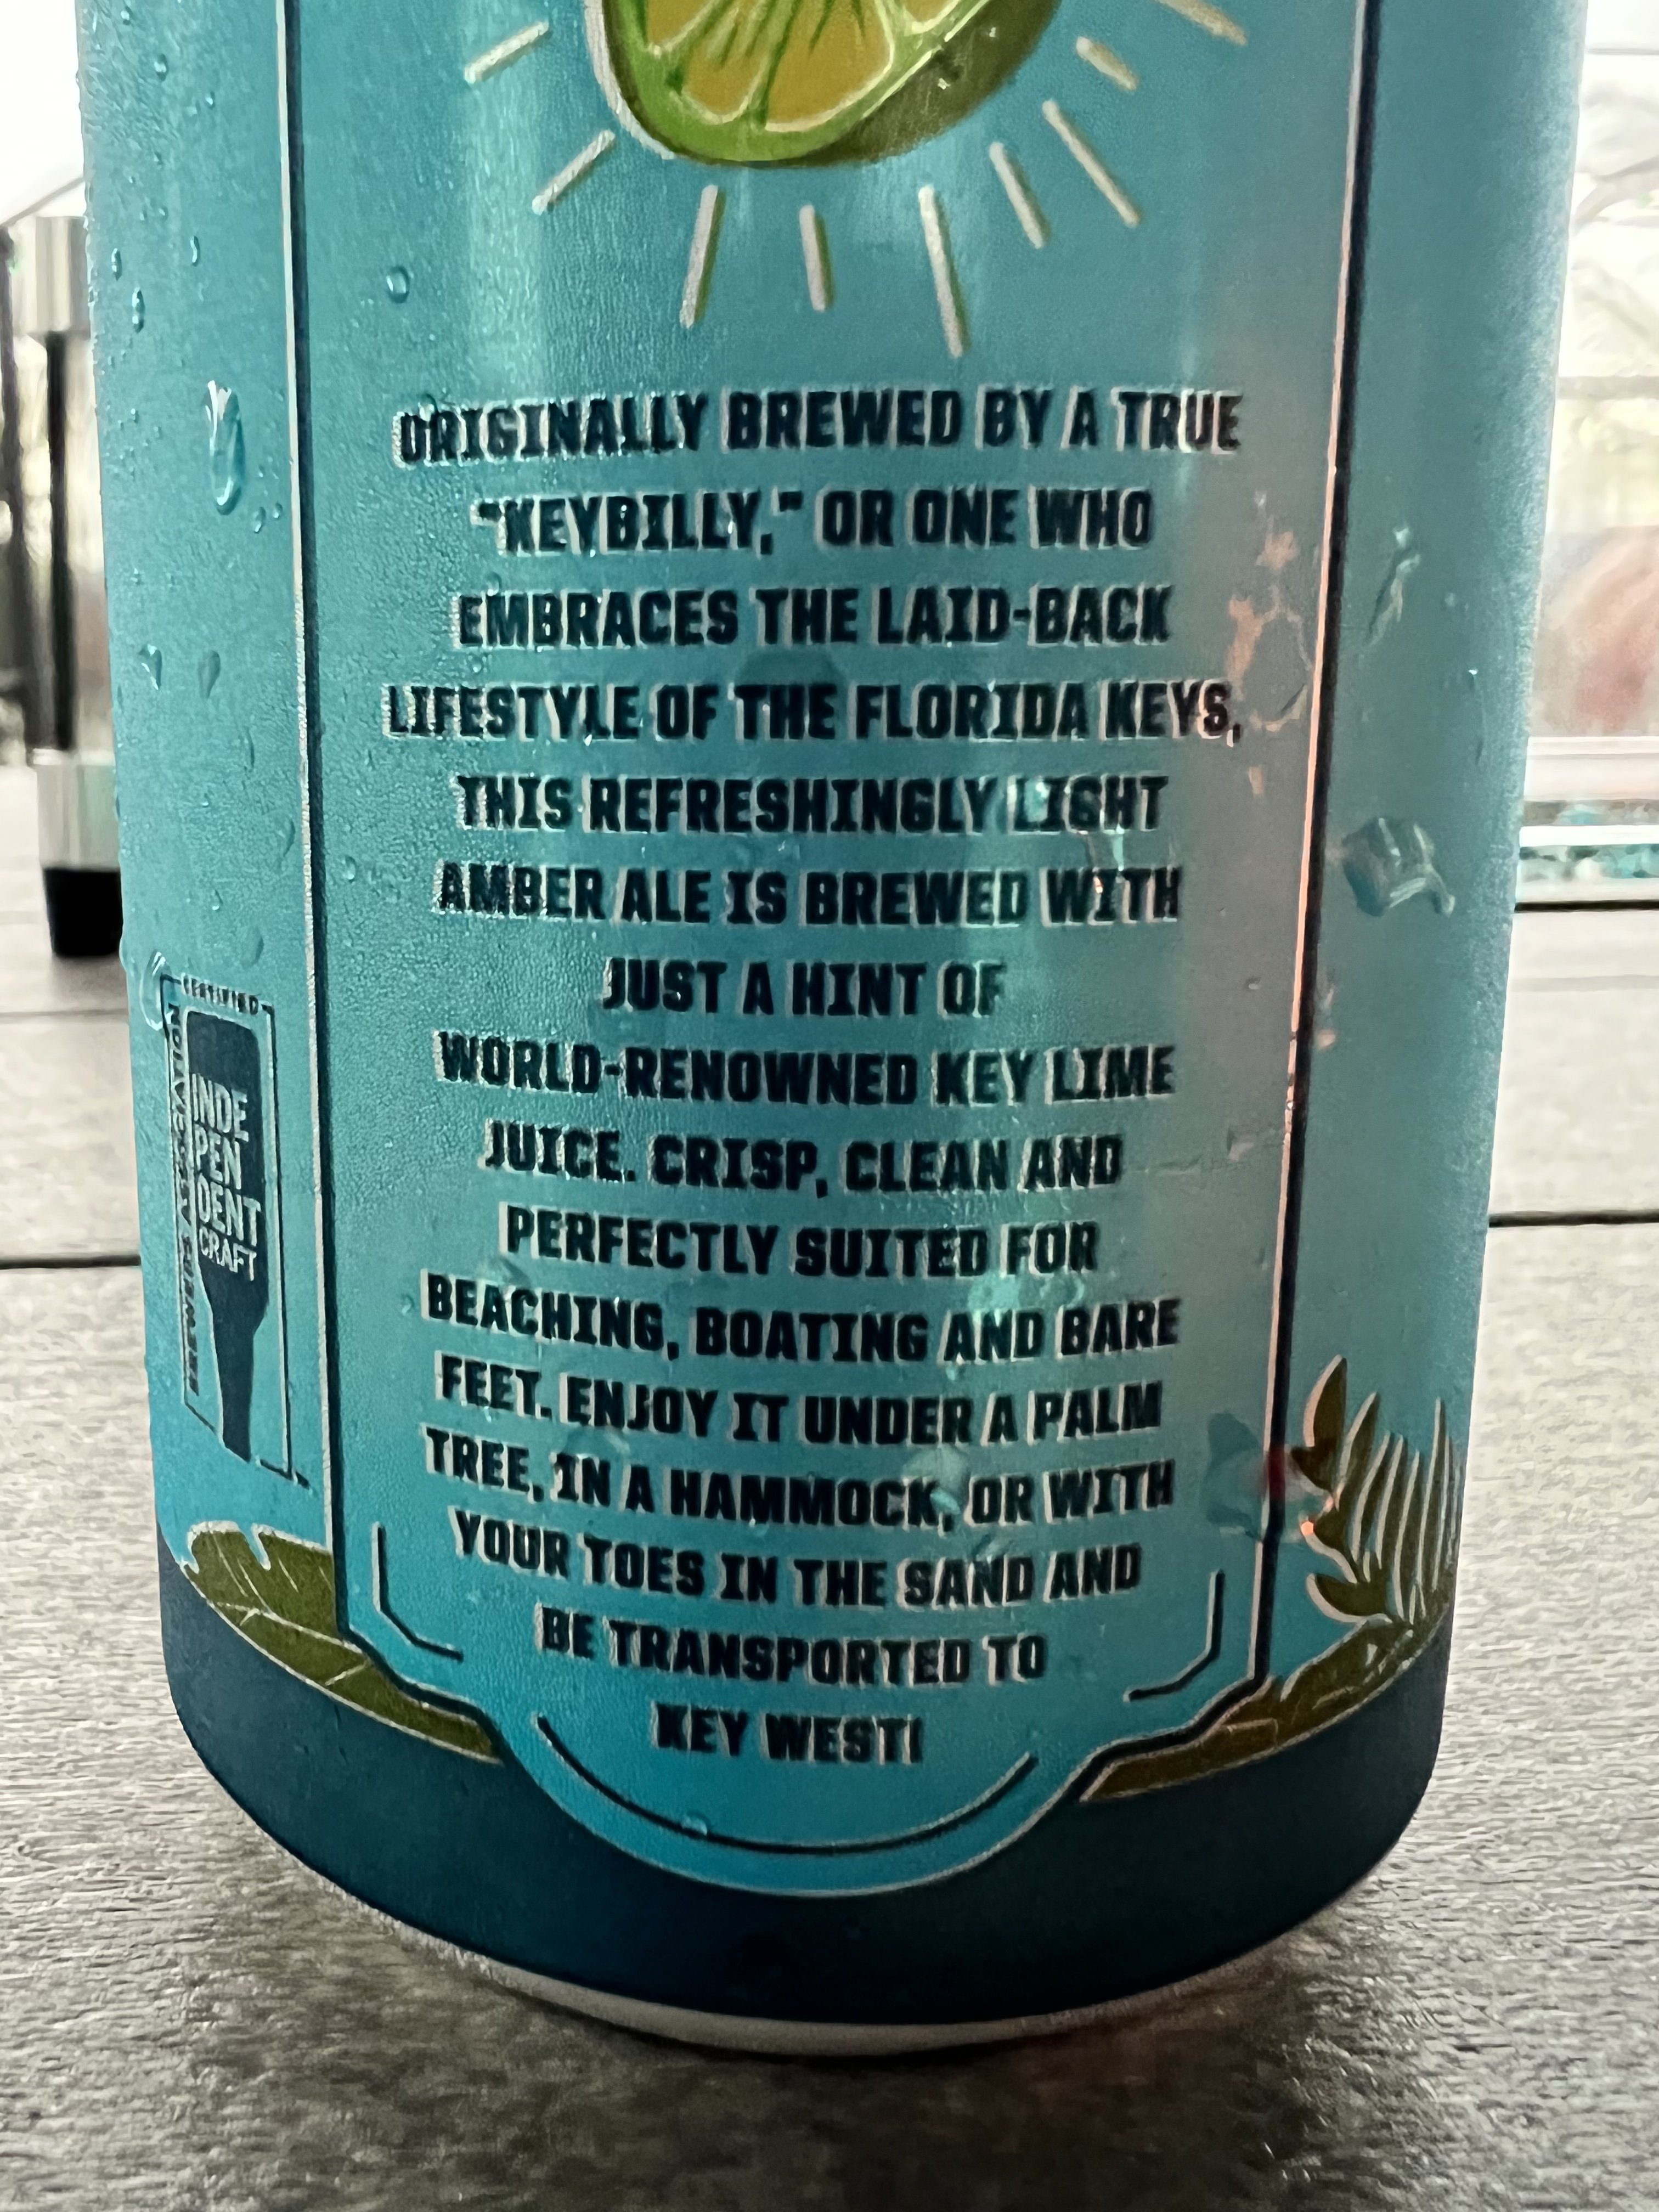 ORIGINALLY BREWED BY A TRUE
"KEYBILLY," OR ONE WHO
EMBRACES THE LAID-BACK
LIFESTYLE OF THE FLORIDA KEYS,
THIS REFRESHINGLY LIGHT
AMBER ALE IS BREWED WITH
JUST A HINT OF
WORLD-RENOWNED KEY LIME
JUICE. CRISP, CLEAN AND
PERFECTLY SUITED FOR
BEACHING, BOATING AND BARE
FEET. ENJOY IT UNDER A PALM
TREE, IN A HAMMOCK, OR WITH
YOUR TOES IN THE SAND AND
BE TRANSPORTED TO
KEY WEST!
CERTIFIED
INDE
PEN
DENT
CRAFT
BREWERS ASSOCIATION